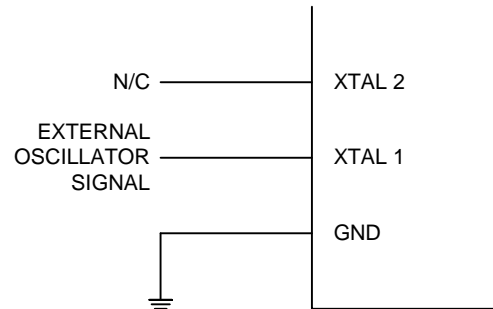 N/C
XTAL 2
EXTERNAL
OSCILLATOR
SIGNAL
XTAL 1
GND